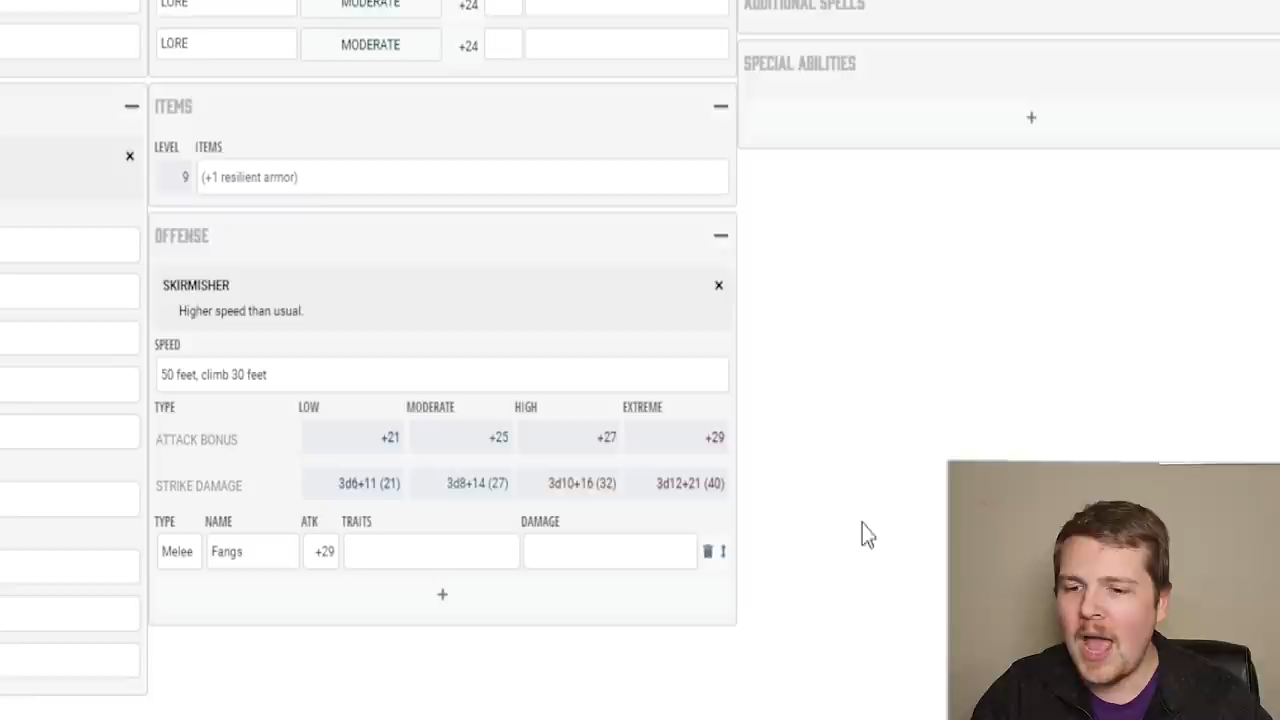 LORE MODERATE +24
LORE MODERATE +24
ITEMS
LEVEL ITEMS
9 (+1 resilient armor)
OFFENSE
SKIRMISHER
Higher speed than usual.
SPEED
50 feet, climb 30 feet
TYPE LOW MODERATE HIGH EXTREME
ATTACK BONUS +21 +25 +27 +29
STRIKE DAMAGE 3d6+11 (21) 3d8+14 (27) 3d10+16 (32) 3d12+21 (40)
TYPE NAME ATK TRAITS DAMAGE
Melee Fangs +29
+
ADDITIONAL SPELLS
SPECIAL ABILITIES
+